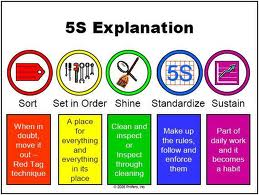 5S Explanation
5S
Sort
Set in Order
Shine
Standardize
Sustain
When in
doubt,
move it
out –
Red Tag
technique
A place
for
everything
and
everything
in its
place
Clean and
inspect
or
Inspect
through
cleaning
Make up
the rules,
follow and
enforce
them
Part of
daily work
and it
becomes a
habit